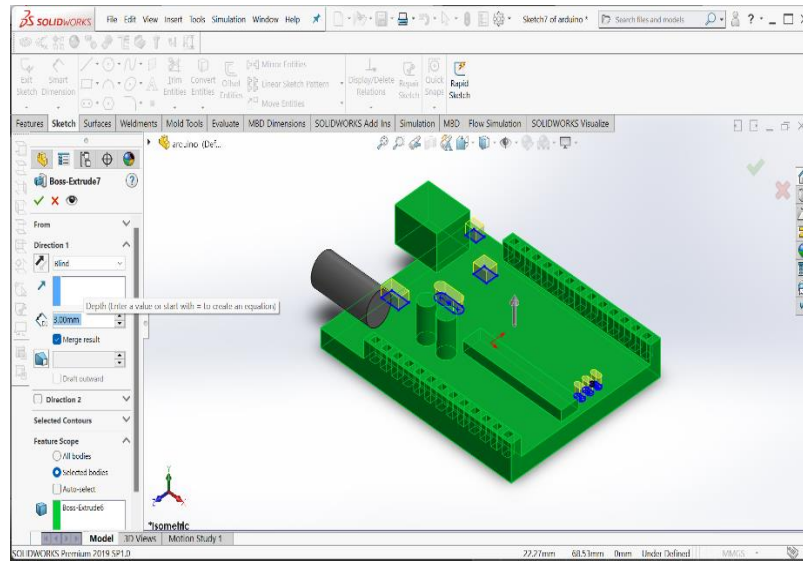 SOLIDWORKS File Edit View Insert Tools Simulation Window Help Sketch7 of arduino * Search files and models
Exit Sketch
Smart Dimension
Trim Entities
Convert Entities
Offset Entities
Mirror Entities
Linear Sketch Pattern
Move Entities
Display/Delete Relations
Repair Sketch
Quick Snaps
Rapid Sketch
Features Sketch Surfaces Weldments Mold Tools Evaluate MBD Dimensions SOLIDWORKS Add Ins Simulation MBD Flow Simulation SOLIDWORKS Visualize
arduino (Def...
Boss-Extrude7
From
Direction 1
Blind
Depth (Enter a value or start with = to create an equation)
3.00mm
Merge result
Draft outward
Direction 2
Selected Contours
Feature Scope
All bodies
Selected bodies
Auto-select
Boss-Extrude6
*Isometric
Model 3D Views Motion Study 1
SOLIDWORKS Premium 2019 SP1.0 22.27mm 68.53mm 0mm Under Defined MMGS